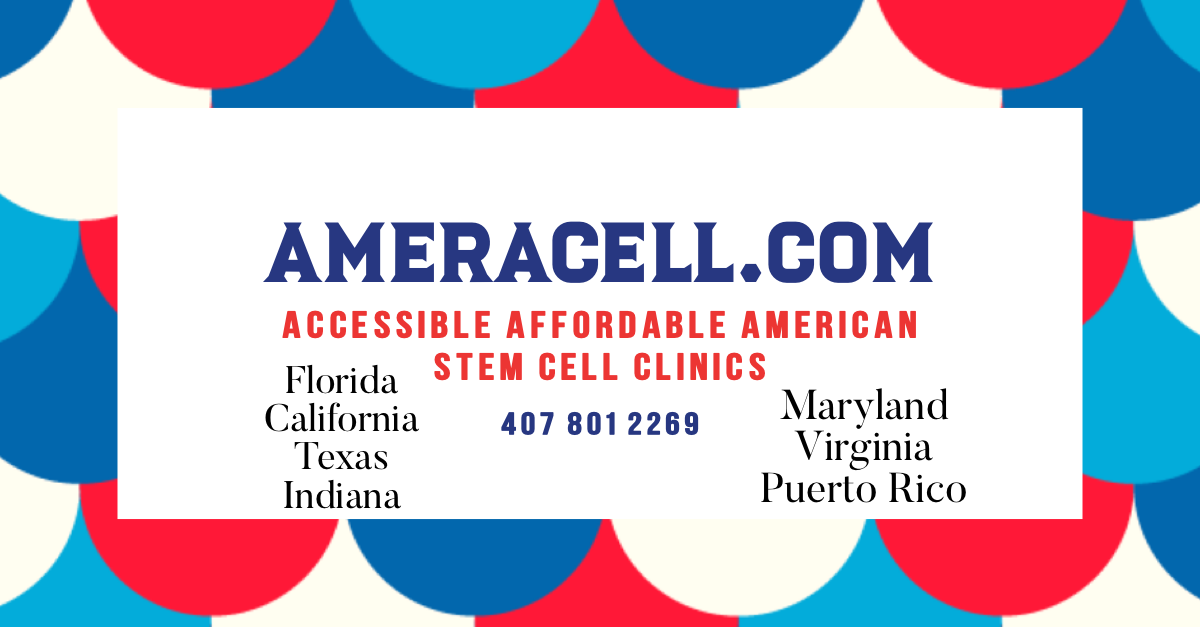 AMERACELL.COM
ACCESSIBLE AFFORDABLE AMERICAN
STEM CELL CLINICS
Florida
California
Texas
Indiana
407 801 2269
Maryland
Virginia
Puerto Rico